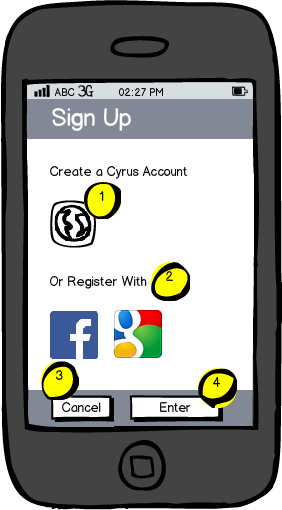 ABC 3G 02:27 PM
Sign Up
Create a Cyrus Account
1
Or Register With 2
f g
3 4
Cancel Enter